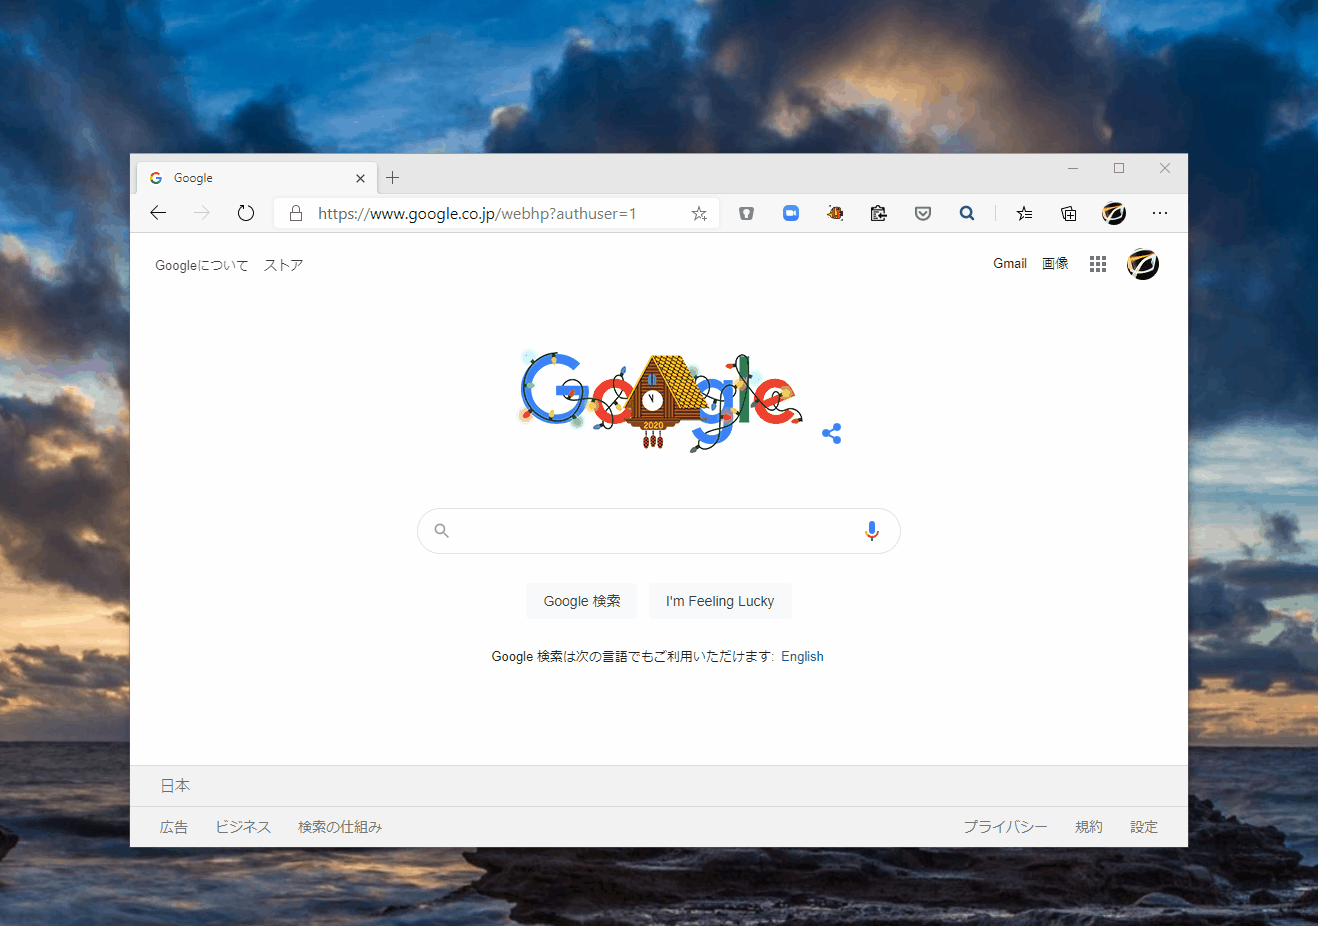 Google
https://www.google.co.jp/webhp?authuser=1
Googleについて ストア
Gmail 画像
Google
2020
Google 検索 I'm Feeling Lucky
Google 検索は次の言語でもご利用いただけます: English
日本
広告 ビジネス 検索の仕組み プライバシー 規約 設定